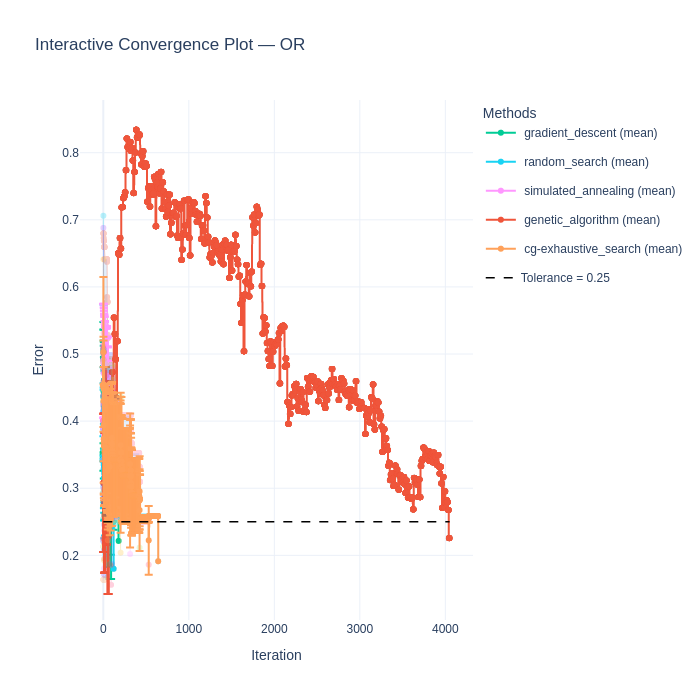 Interactive Convergence Plot — OR
Methods
gradient_descent (mean)
random_search (mean)
simulated_annealing (mean)
genetic_algorithm (mean)
cg-exhaustive_search (mean)
Tolerance = 0.25
Error
0.8
0.7
0.6
0.5
0.4
0.3
0.2
0
1000
2000
3000
4000
Iteration